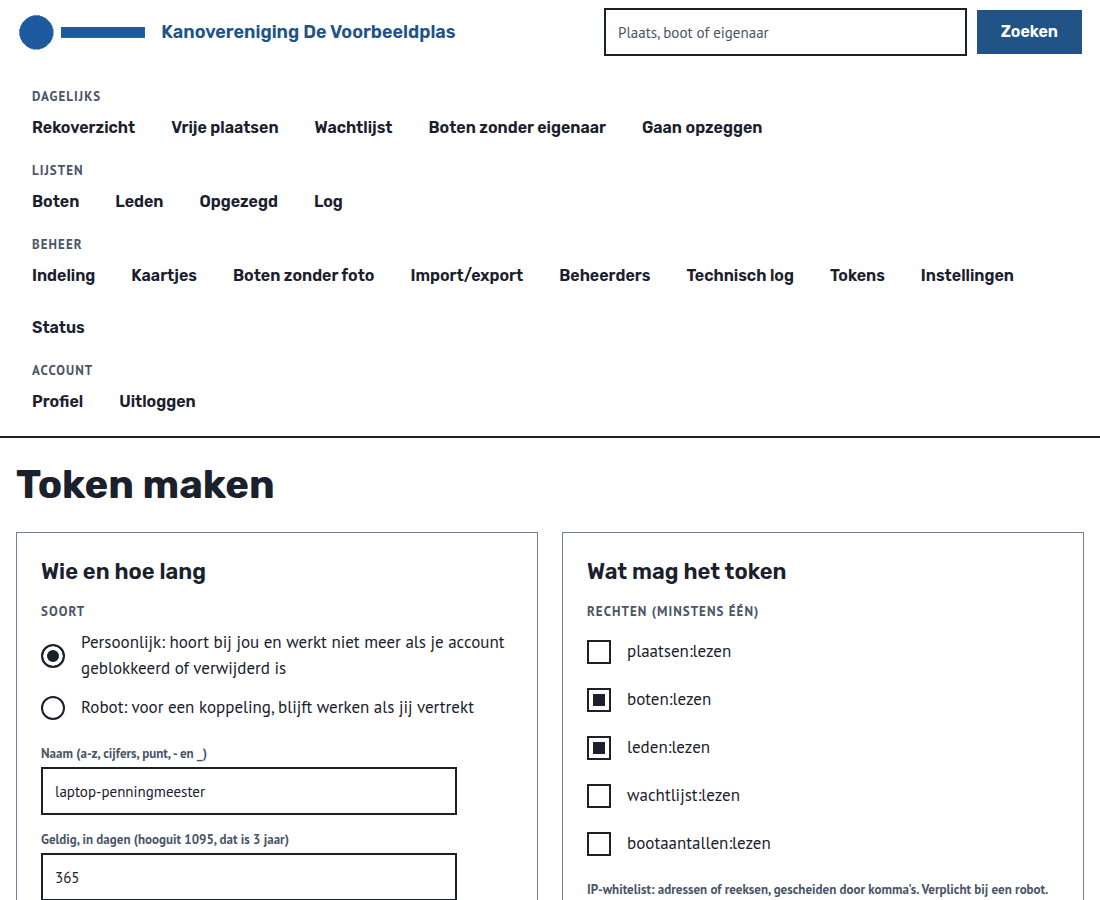 Kanovereniging De Voorbeeldplas
Plaats, boot of eigenaar
Zoeken
DAGELIJKS
Rekoverzicht Vrije plaatsen Wachtlijst Boten zonder eigenaar Gaan opzeggen
LIJSTEN
Boten Leden Opgezegd Log
BEHEER
Indeling Kaartjes Boten zonder foto Import/export Beheerders Technisch log Tokens Instellingen
Status
ACCOUNT
Profiel Uitloggen
Token maken
Wie en hoe lang
SOORT
Persoonlijk: hoort bij jou en werkt niet meer als je account
geblokkeerd of verwijderd is
Robot: voor een koppeling, blijft werken als jij vertrekt
Naam (a-z, cijfers, punt, - en _)
laptop-penningmeester
Geldig, in dagen (hooguit 1095, dat is 3 jaar)
365
Wat mag het token
RECHTEN (MINSTENS ÉÉN)
plaatsen:lezen
boten:lezen
leden:lezen
wachtlijst:lezen
bootaantallen:lezen
IP-whitelist: adressen of reeksen, gescheiden door komma's. Verplicht bij een robot.